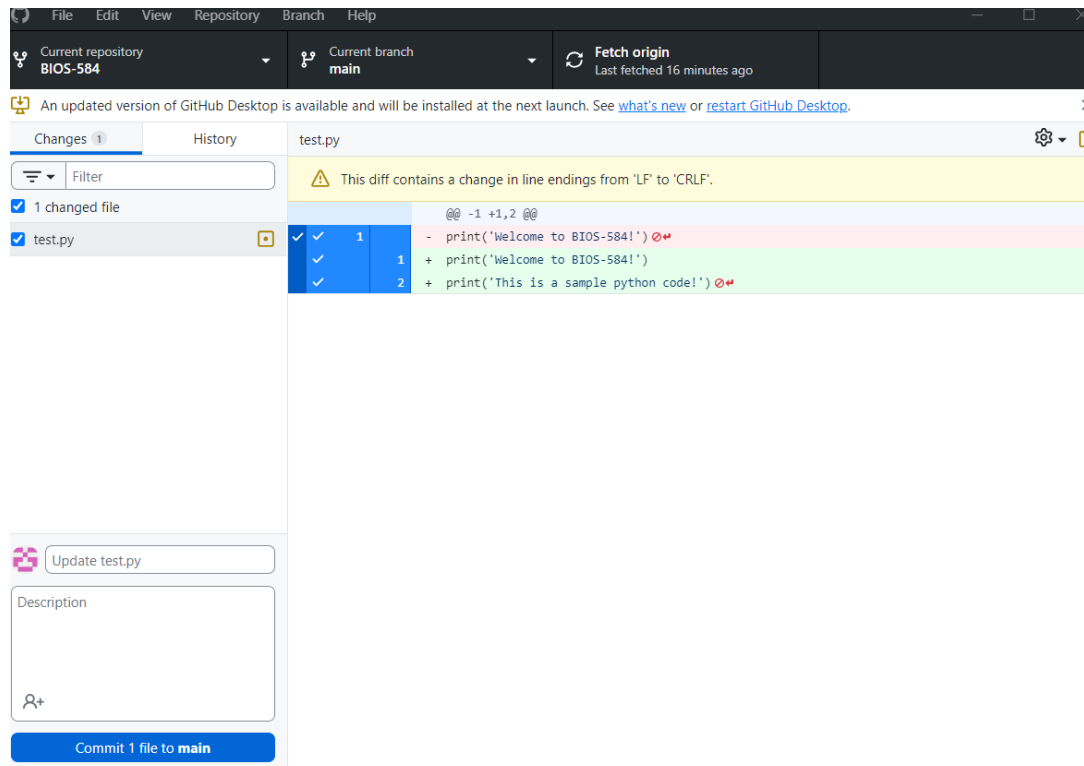 File Edit View Repository Branch Help
Current repository
BIOS-584
Current branch
main
Fetch origin
Last fetched 16 minutes ago
An updated version of GitHub Desktop is available and will be installed at the next launch. See what's new or restart GitHub Desktop.
Changes 1 History
test.py
Filter
This diff contains a change in line endings from 'LF' to 'CRLF'.
1 changed file
@@ -1 +1,2 @@
test.py
1 - print('Welcome to BIOS-584!')
1 + print('Welcome to BIOS-584!')
2 + print('This is a sample python code!')
Update test.py
Description
Commit 1 file to main